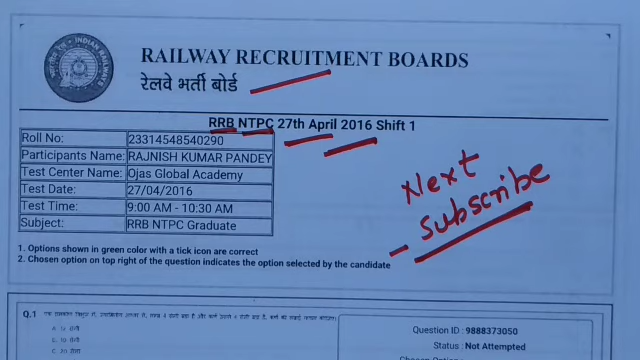 RAILWAY RECRUITMENT BOARDS
रेलवे भर्ती बोर्ड
RRB NTPC 27th April 2016 Shift 1
Roll No: 23314548540290
Participants Name: RAJNISH KUMAR PANDEY
Test Center Name: Ojas Global Academy
Test Date: 27/04/2016
Test Time: 9:00 AM - 10:30 AM
Subject: RRB NTPC Graduate
Next
Subscribe
1. Options shown in green color with a tick icon are correct
2. Chosen option on top right of the question indicates the option selected by the candidate
Q.1
Question ID : 9888373050
Status : Not Attempted